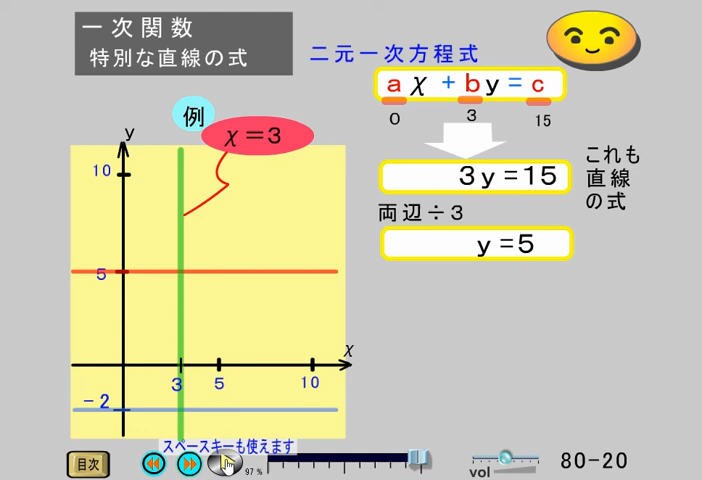 一次関数
特別な直線の式
二元一次方程式
aχ + by = c
0 3 15
例
χ＝3
3y＝15
これも
直線
の式
両辺÷3
y＝5
y
10
5
χ
3 5 10
－2
スペースキーも使えます
目次
97 %
vol
80－20